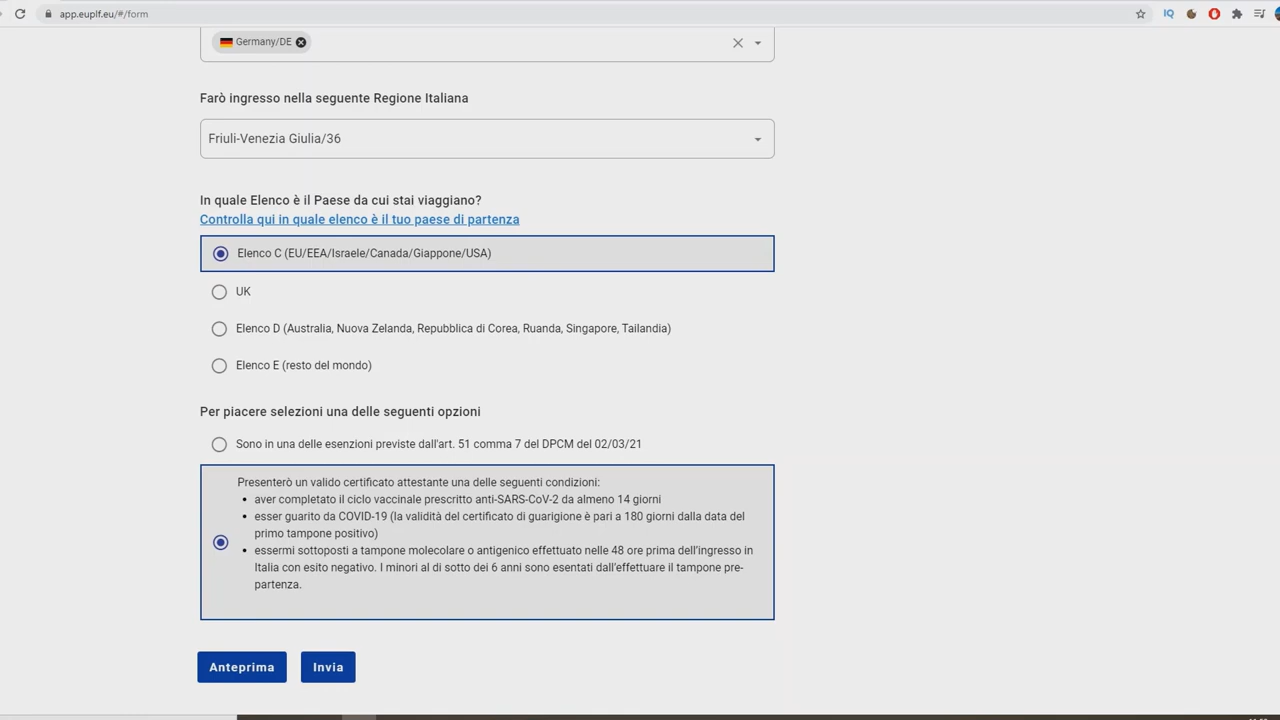 app.euplf.eu/#/form
IQ
Germany/DE
Farò ingresso nella seguente Regione Italiana
Friuli-Venezia Giulia/36
In quale Elenco è il Paese da cui stai viaggiano?
Controlla qui in quale elenco è il tuo paese di partenza
Elenco C (EU/EEA/Israele/Canada/Giappone/USA)
UK
Elenco D (Australia, Nuova Zelanda, Repubblica di Corea, Ruanda, Singapore, Tailandia)
Elenco E (resto del mondo)
Per piacere selezioni una delle seguenti opzioni
Sono in una delle esenzioni previste dall'art. 51 comma 7 del DPCM del 02/03/21
Presenterò un valido certificato attestante una delle seguenti condizioni:
• aver completato il ciclo vaccinale prescritto anti-SARS-CoV-2 da almeno 14 giorni
• esser guarito da COVID-19 (la validità del certificato di guarigione è pari a 180 giorni dalla data del
primo tampone positivo)
• essermi sottoposti a tampone molecolare o antigenico effettuato nelle 48 ore prima dell'ingresso in
Italia con esito negativo. I minori al di sotto dei 6 anni sono esentati dall'effettuare il tampone pre-
partenza.
Anteprima
Invia